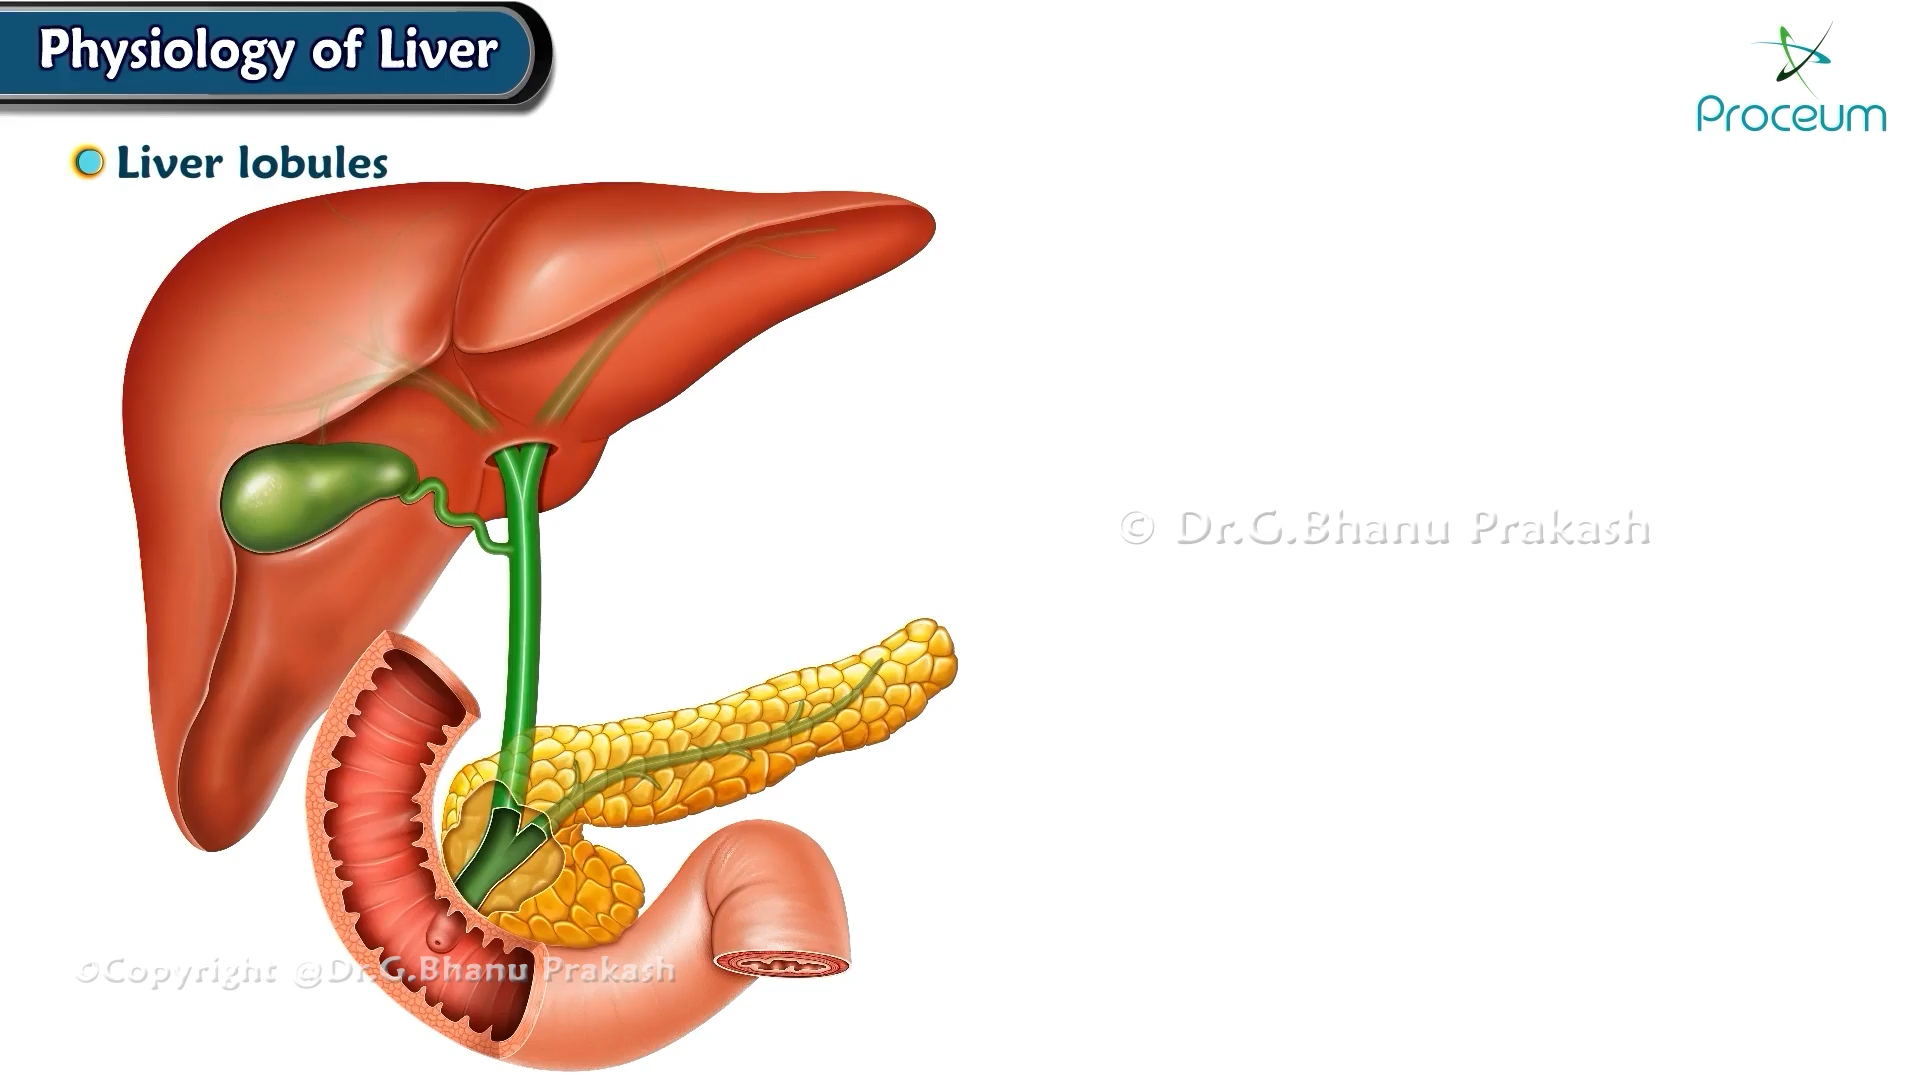 Physiology of Liver
Proceum
Liver lobules
© Dr.G.Bhanu Prakash
©Copyright @Dr.G.Bhanu Prakash